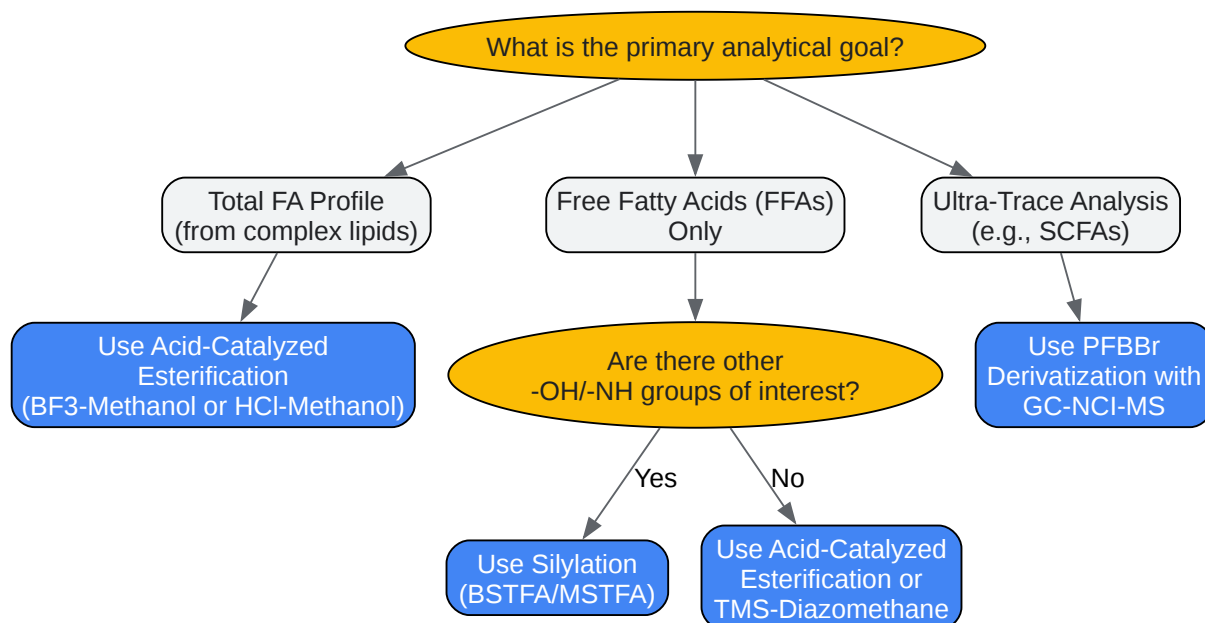 What is the primary analytical goal?
Total FA Profile
(from complex lipids)
Free Fatty Acids (FFAs)
Only
Ultra-Trace Analysis
(e.g., SCFAs)
Use Acid-Catalyzed
Esterification
(BF3-Methanol or HCl-Methanol)
Are there other
-OH/-NH groups of interest?
Use PFBBr
Derivatization with
GC-NCI-MS
Yes
No
Use Silylation
(BSTFA/MSTFA)
Use Acid-Catalyzed
Esterification or
TMS-Diazomethane